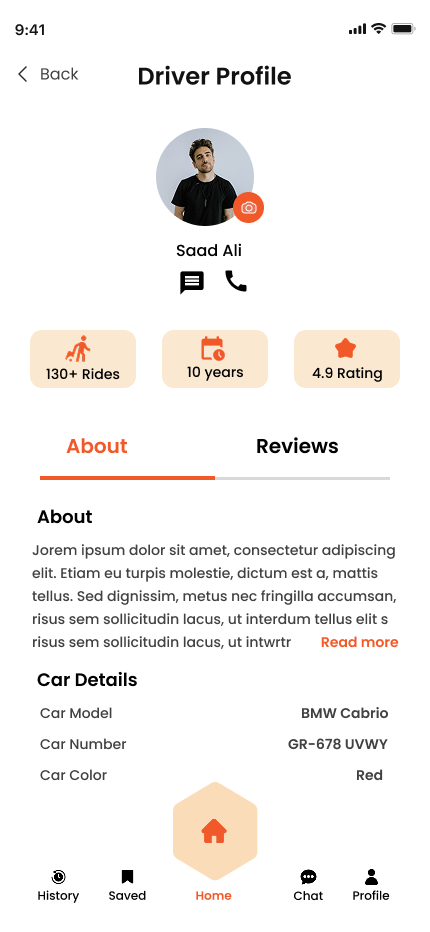 9:41
Back
Driver Profile
Saad Ali
130+ Rides
10 years
4.9 Rating
About
Reviews
About
Jorem ipsum dolor sit amet, consectetur adipiscing
elit. Etiam eu turpis molestie, dictum est a, mattis
tellus. Sed dignissim, metus nec fringilla accumsan,
risus sem sollicitudin lacus, ut interdum tellus elit s
risus sem sollicitudin lacus, ut intwrtr Read more
Car Details
Car Model BMW Cabrio
Car Number GR-678 UVWY
Car Color Red
History
Saved
Home
Chat
Profile